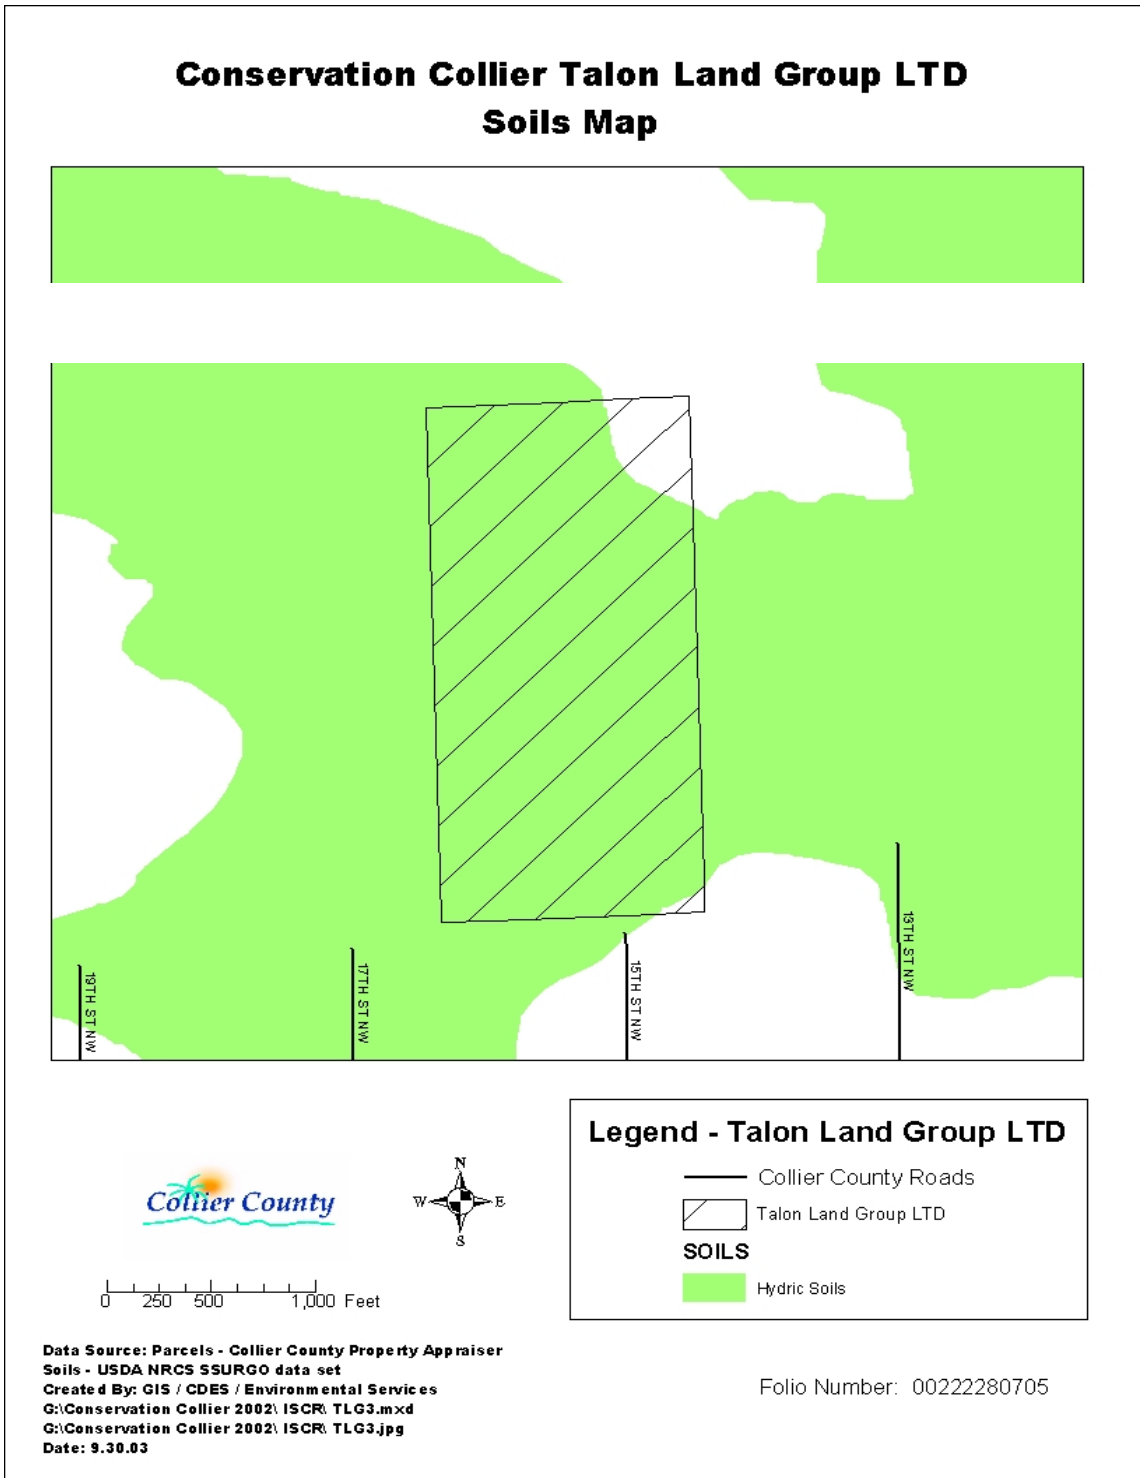 Conservation Collier Talon Land Group LTD
Soils Map
19TH ST NW
17TH ST NW
15TH ST NW
13TH ST NW
Collier County
N
W E
S
0 250 500 1,000 Feet
Legend - Talon Land Group LTD
Collier County Roads
Talon Land Group LTD
SOILS
Hydric Soils
Data Source: Parcels - Collier County Property Appraiser
Soils - USDA NRCS SSURGO data set
Created By: GIS / CDES / Environmental Services
G:\Conservation Collier 2002\ ISCR\ TLG3.mxd
G:\Conservation Collier 2002\ ISCR\ TLG3.jpg
Date: 9.30.03
Folio Number: 00222280705